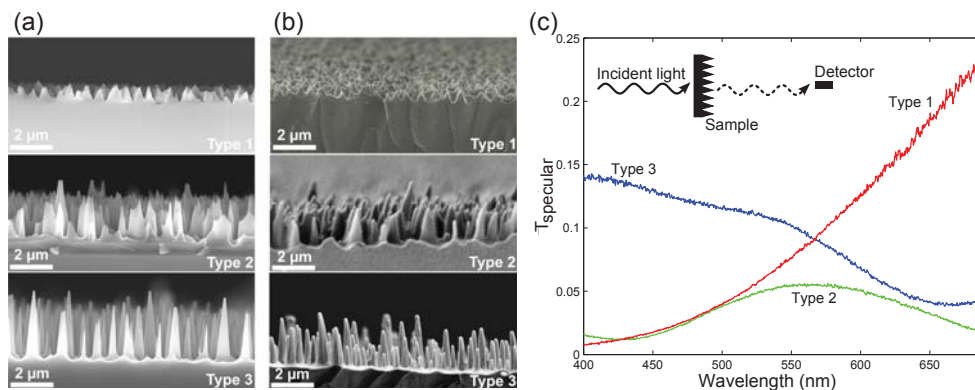 (a)
2 µm
Type 1
2 µm
Type 2
2 µm
Type 3
(b)
2 µm
Type 1
2 µm
Type 2
2 µm
Type 3
(c)
0.25
0.2
0.15
0.1
0.05
0
Tspecular
400
450
500
550
600
650
Wavelength (nm)
Incident light
Sample
Detector
Type 1
Type 3
Type 2